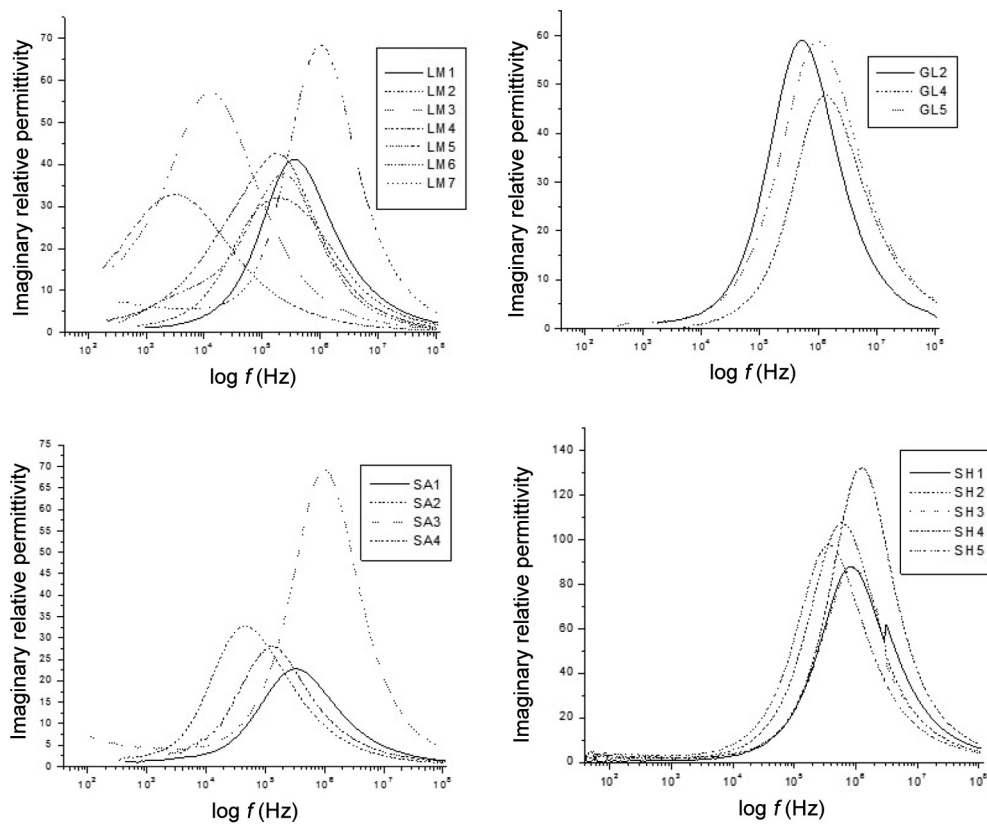 Imaginary relative permittivity
70
60
50
40
30
20
10
0
10² 10³ 10⁴ 10⁵ 10⁶ 10⁷ 10⁸
log f (Hz)
LM1
LM2
LM3
LM4
LM5
LM6
LM7
Imaginary relative permittivity
60
50
40
30
20
10
0
10² 10³ 10⁴ 10⁵ 10⁶ 10⁷ 10⁸
log f (Hz)
GL2
GL4
GL5
Imaginary relative permittivity
75
70
65
60
55
50
45
40
35
30
25
20
15
10
5
0
10² 10³ 10⁴ 10⁵ 10⁶ 10⁷ 10⁸
log f (Hz)
SA1
SA2
SA3
SA4
Imaginary relative permittivity
140
120
100
80
60
40
20
0
10² 10³ 10⁴ 10⁵ 10⁶ 10⁷ 10⁸
log f (Hz)
SH1
SH2
SH3
SH4
SH5